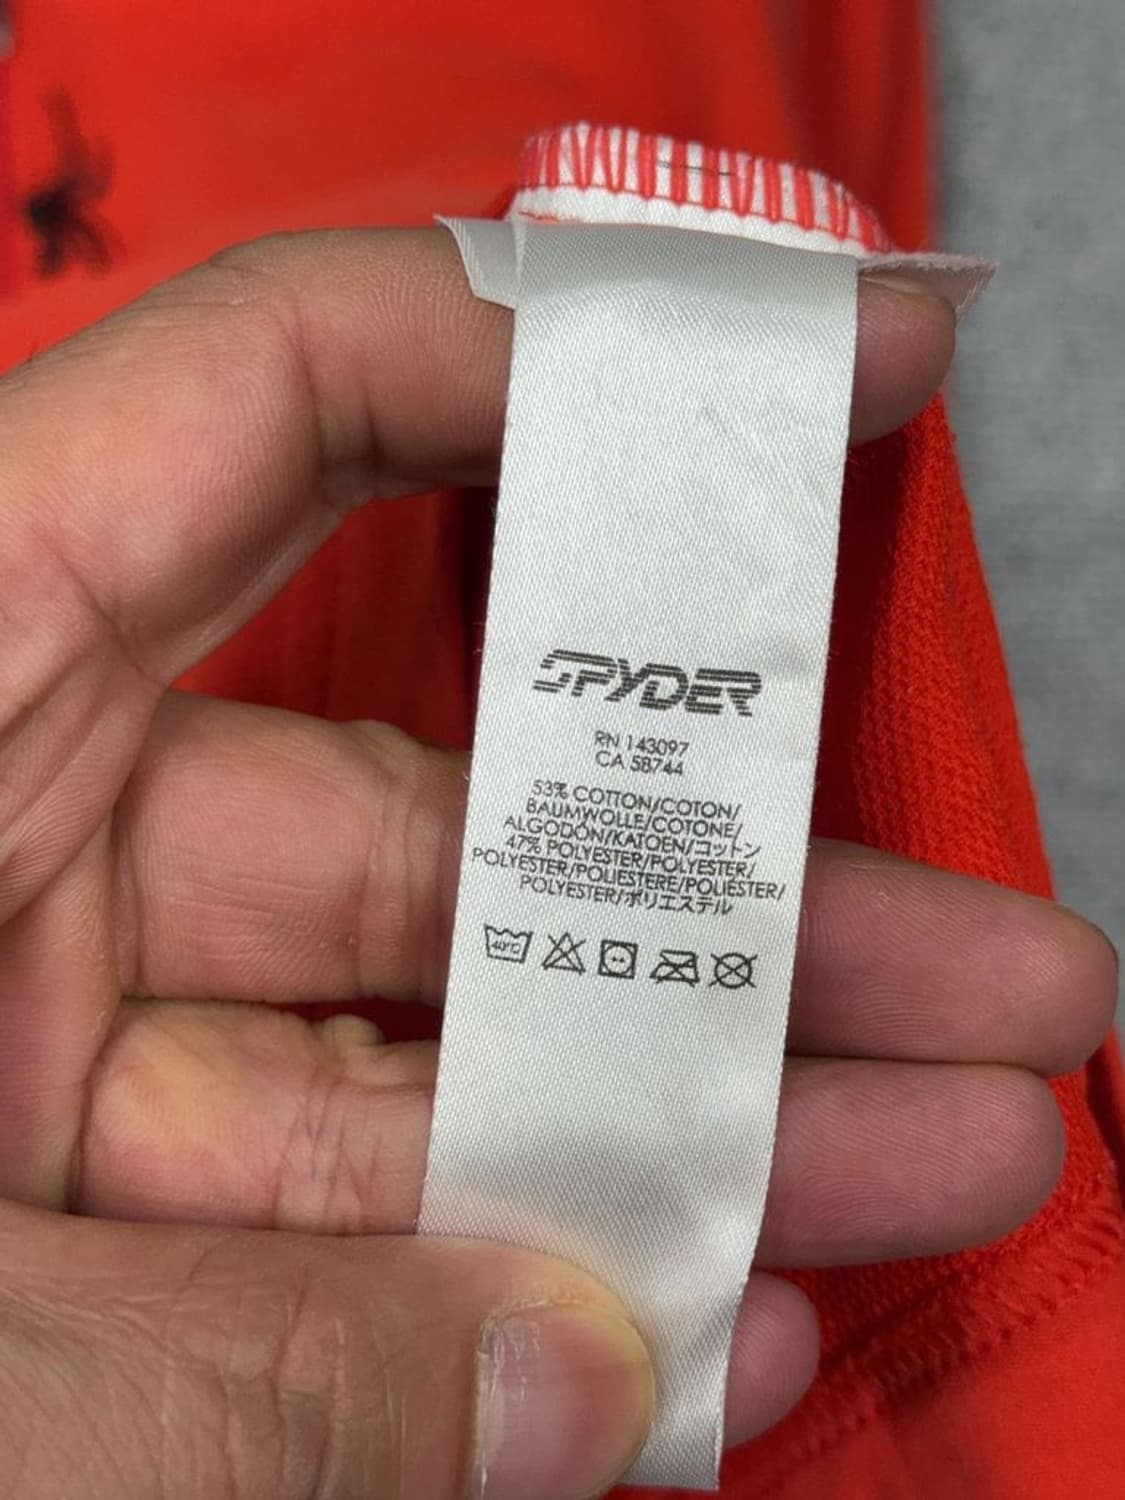 SPYDER
RN 143097
CA 58744
53% COTTON/COTON/
BAUMWOLLE/COTONE/
ALGODÓN/KATOEN/コットン
47% POLYESTER/POLYESTER/
POLYESTER/POLIESTERE/POLIÉSTER/
POLYESTER/ポリエステル
40°C